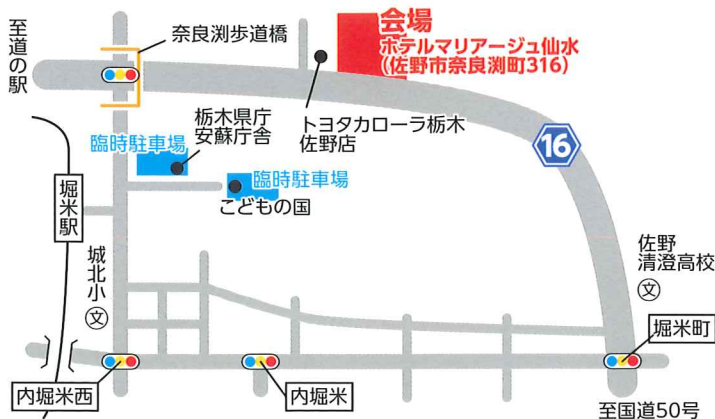 会場
ホテルマリアージュ仙水
(佐野市奈良渕町316)
至道の駅
奈良渕歩道橋
栃木県庁
安蘇庁舎
臨時駐車場
トヨタカローラ栃木
佐野店
16
臨時駐車場
こどもの国
堀米駅
城北小
文
佐野
清澄高校
文
堀米町
内堀米西
内堀米
至国道50号